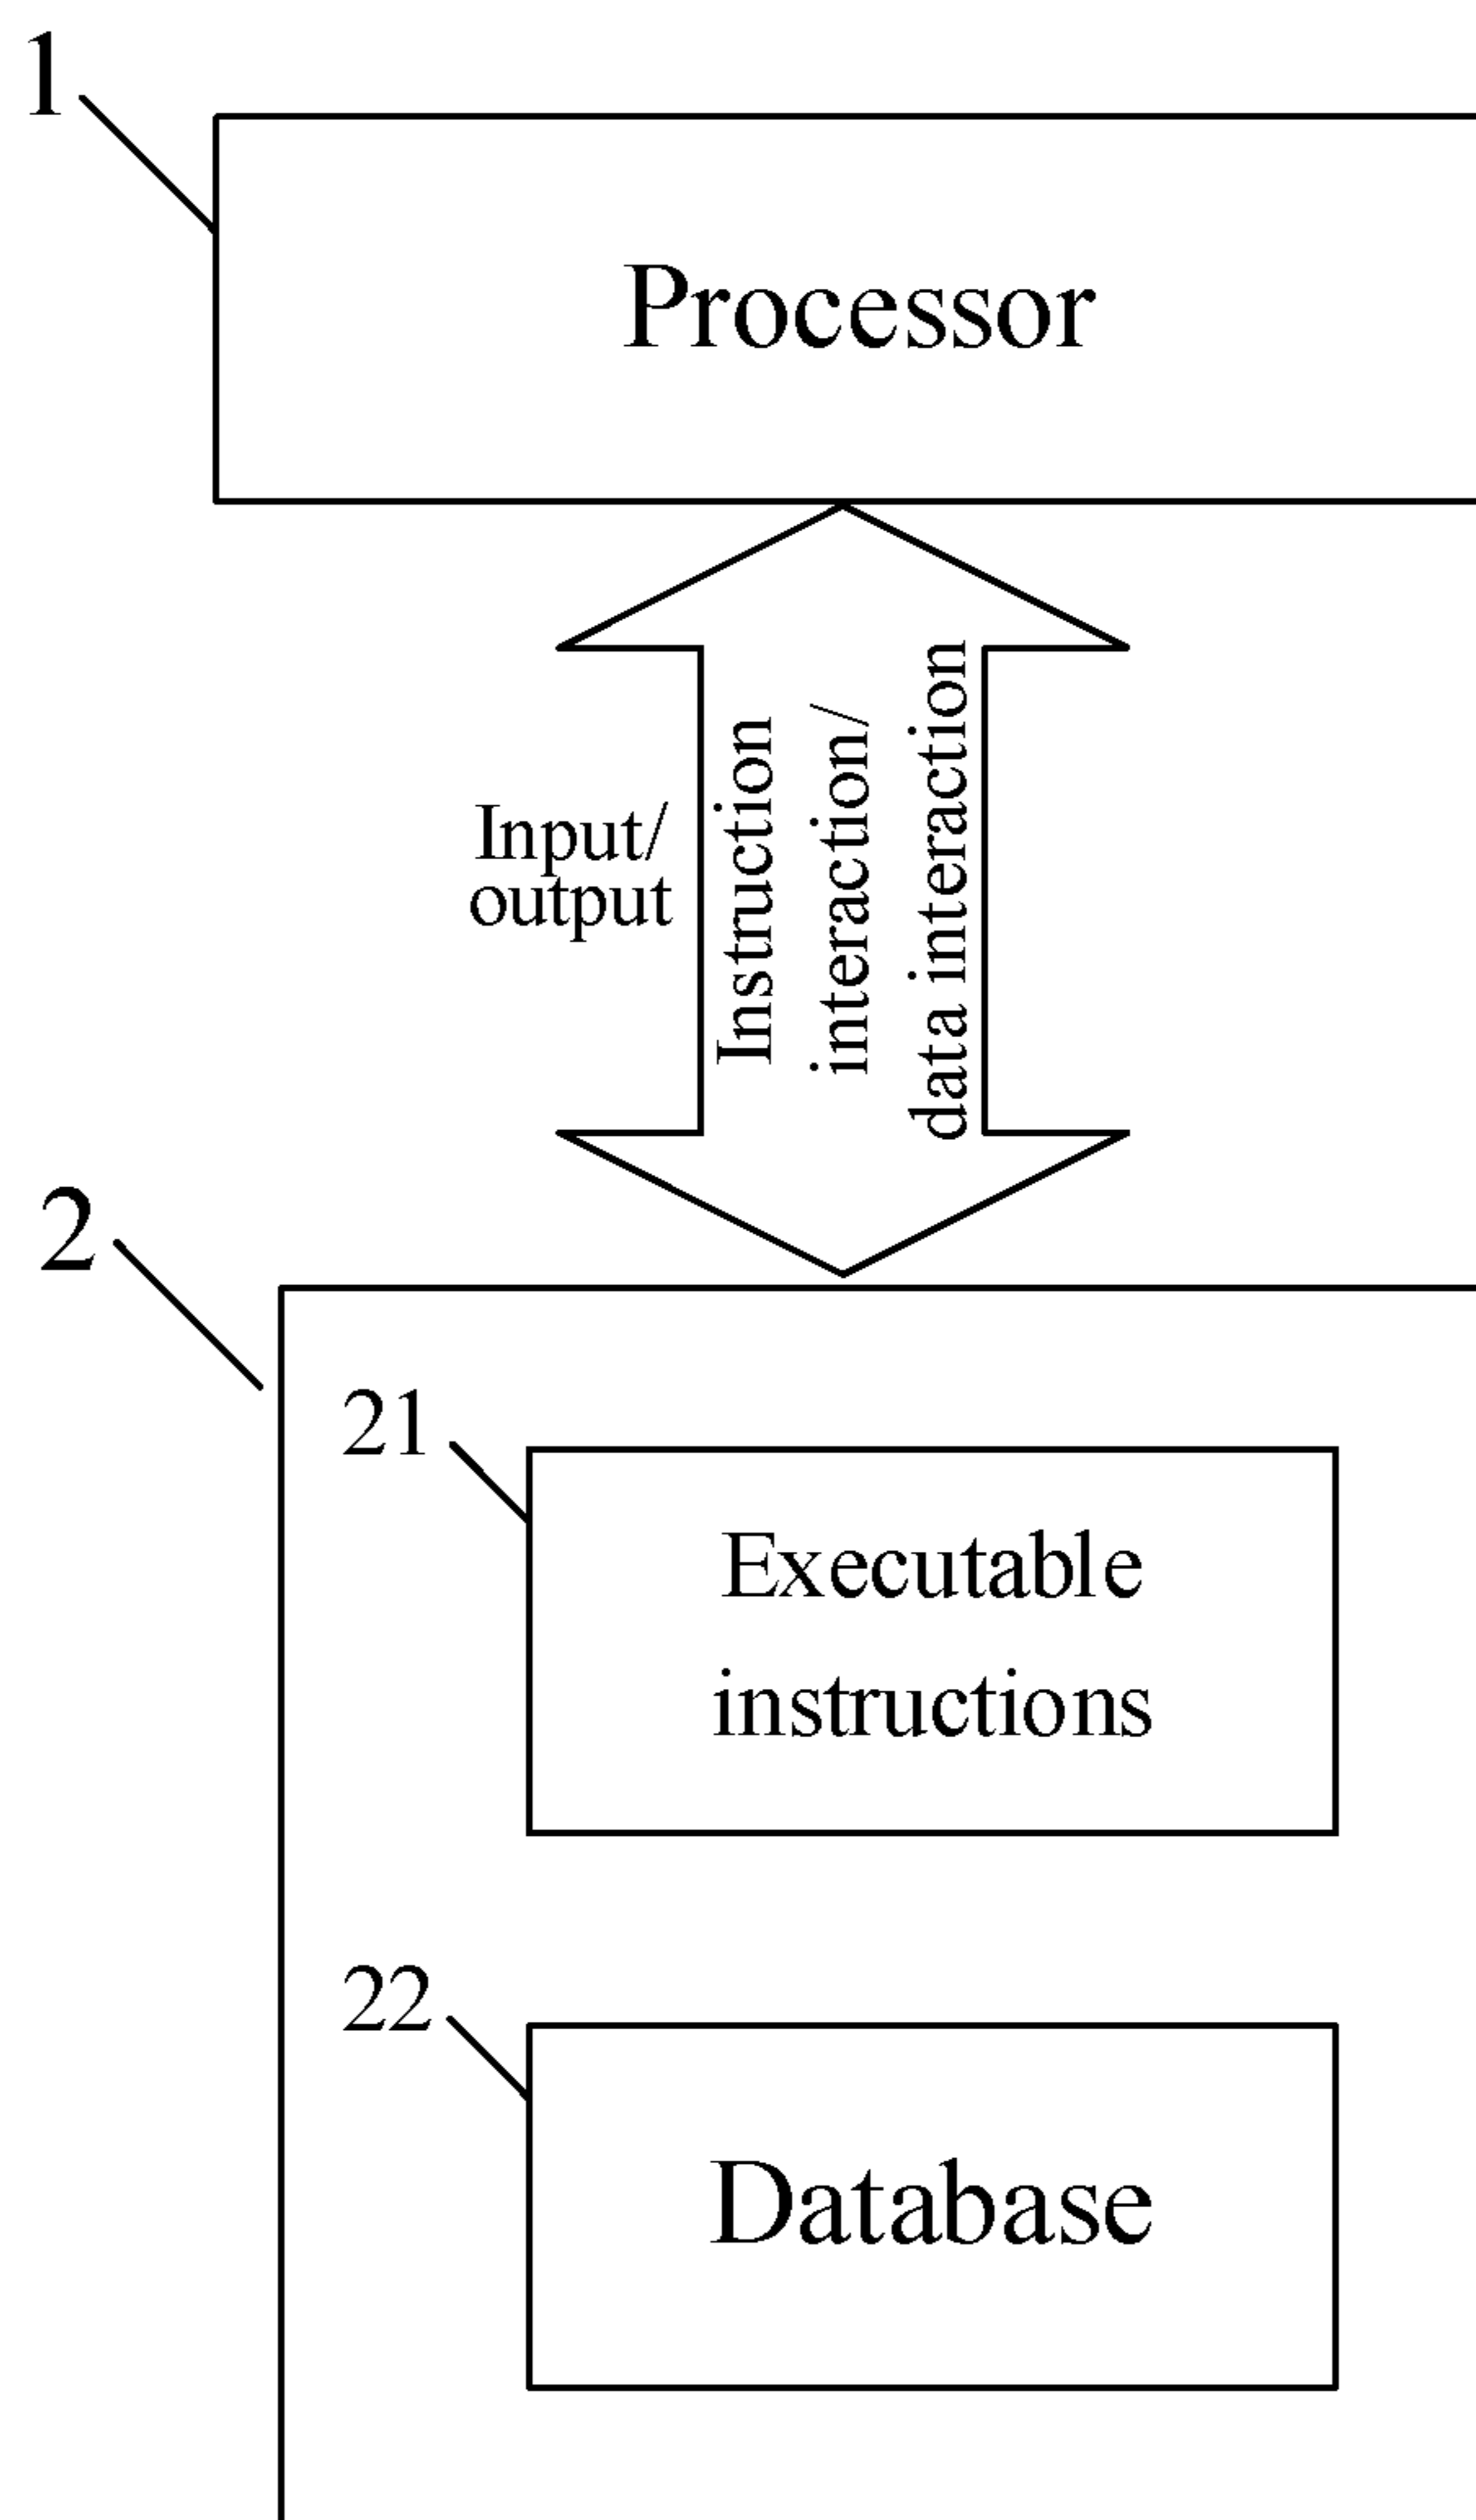 1
Processor
Input/
output
Instruction
interaction/
data interaction
2
21
Executable
instructions
22
Database